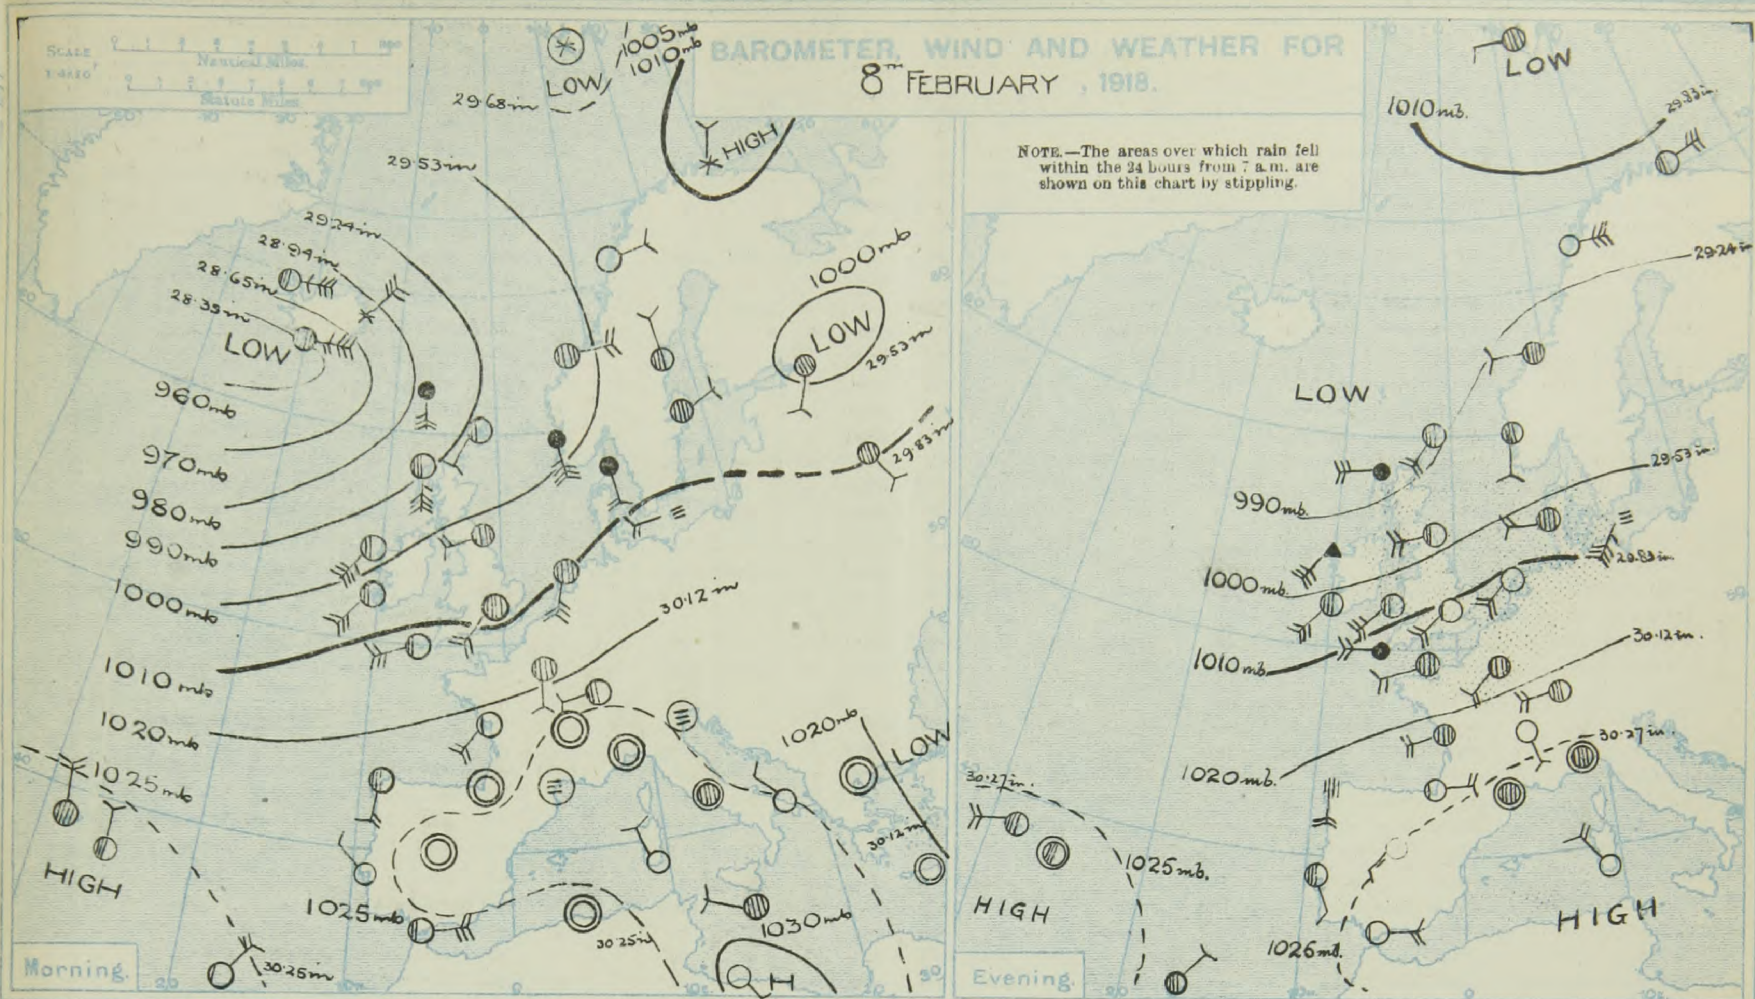 BAROMETER, WIND AND WEATHER FOR
8TH FEBRUARY, 1918.
SCALE
Nautical Miles.
Statute Miles
NOTE.—The areas over which rain fell
within the 24 hours from 7 a.m. are
shown on this chart by stippling.
1005mb
1010mb
LOW
29.68in
HIGH
29.53in
29.24in
28.94in
28.65in
28.35in
LOW
1000mb
LOW
29.53in
960mb
970mb
980mb
990mb
1000mb
1010mb
1020mb
29.83in
30.12in
1025mb
HIGH
1020mb
LOW
30.12in
1025mb
30.25in
1030mb
H
30.25in
Morning.
LOW
1010mb.
29.83in.
29.24in
LOW
990mb.
29.53in.
1000mb.
29.83in.
1010mb.
30.12in.
1020mb.
30.27in.
30.27in.
1025mb.
HIGH
HIGH
1026mb.
Evening.